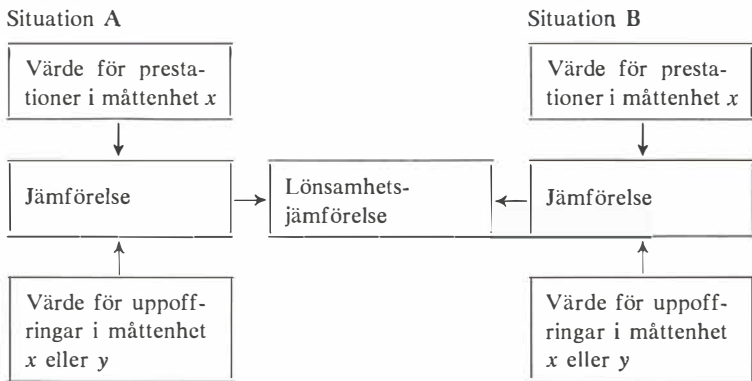 Situation A
Värde för presta-
tioner i måttenhet x
Jämförelse
Värde för uppoff-
ringar i måttenhet
x eller y
Lönsamhets-
jämförelse
Situation B
Värde för presta-
tioner i måttenhet x
Jämförelse
Värde för uppoff-
ringar i måttenhet
x eller y